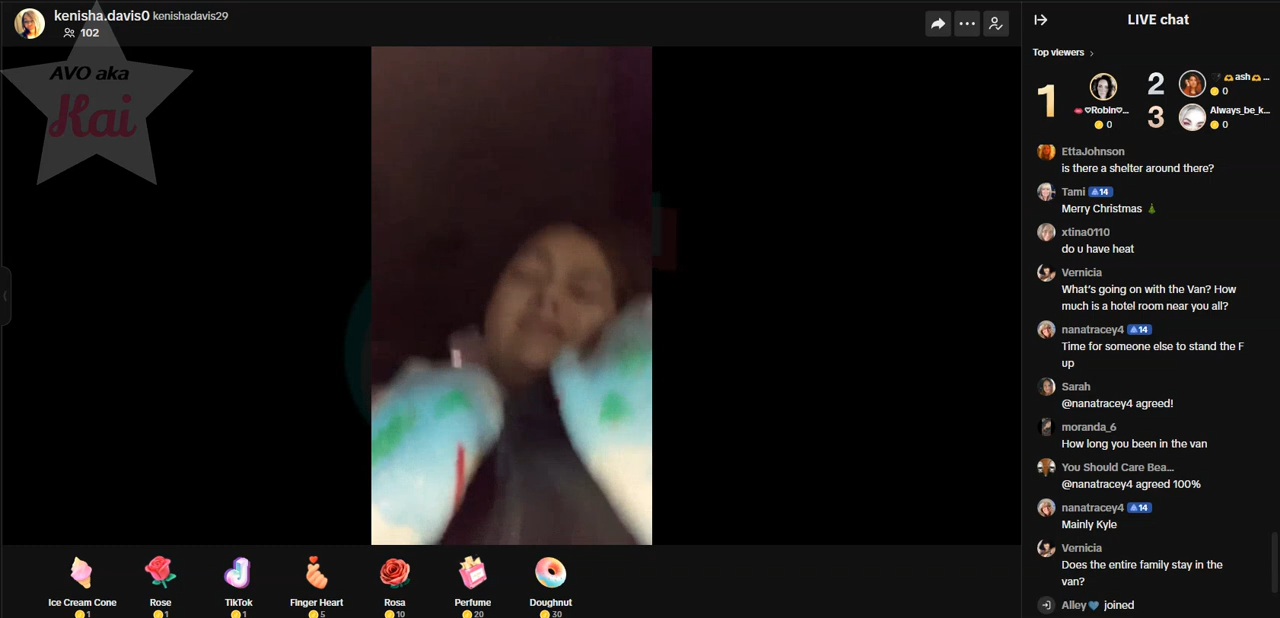 kenisha.davis0 kenishadavis29
102
AVO aka
Kai
LIVE chat
Top viewers
1
♡Robin♡...
0
2
ash ...
0
3
Always_be_k...
0
EttaJohnson
is there a shelter around there?
Tami 14
Merry Christmas 🎄
xtina0110
do u have heat
Vernicia
What's going on with the Van? How
much is a hotel room near you all?
nanatracey4 14
Time for someone else to stand the F
up
Sarah
@nanatracey4 agreed!
moranda_6
How long you been in the van
You Should Care Bea...
@nanatracey4 agreed 100%
nanatracey4 14
Mainly Kyle
Vernicia
Does the entire family stay in the
van?
Alley💙 joined
Ice Cream Cone
1
Rose
1
TikTok
1
Finger Heart
5
Rosa
10
Perfume
20
Doughnut
30